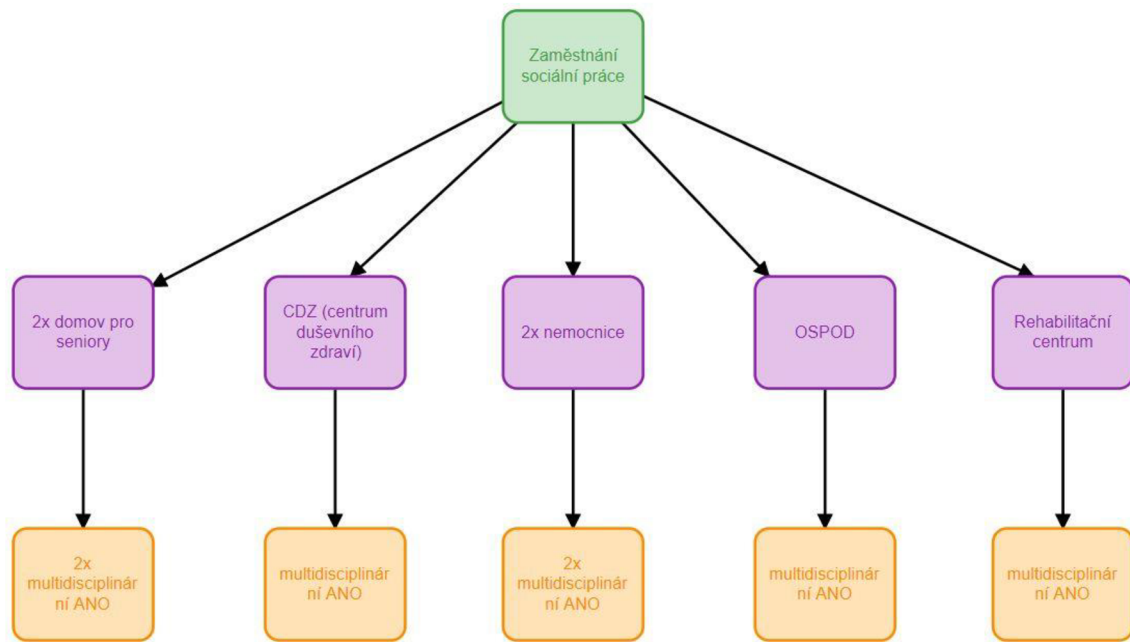 Zaměstnání
sociální práce
2x domov pro
seniory
CDZ (centrum
duševního
zdraví)
2x nemocnice
OSPOD
Rehabilitační
centrum
2x
multidisciplinár
ní ANO
multidisciplinár
ní ANO
2x
multidisciplinár
ní ANO
multidisciplinár
ní ANO
multidisciplinár
ní ANO